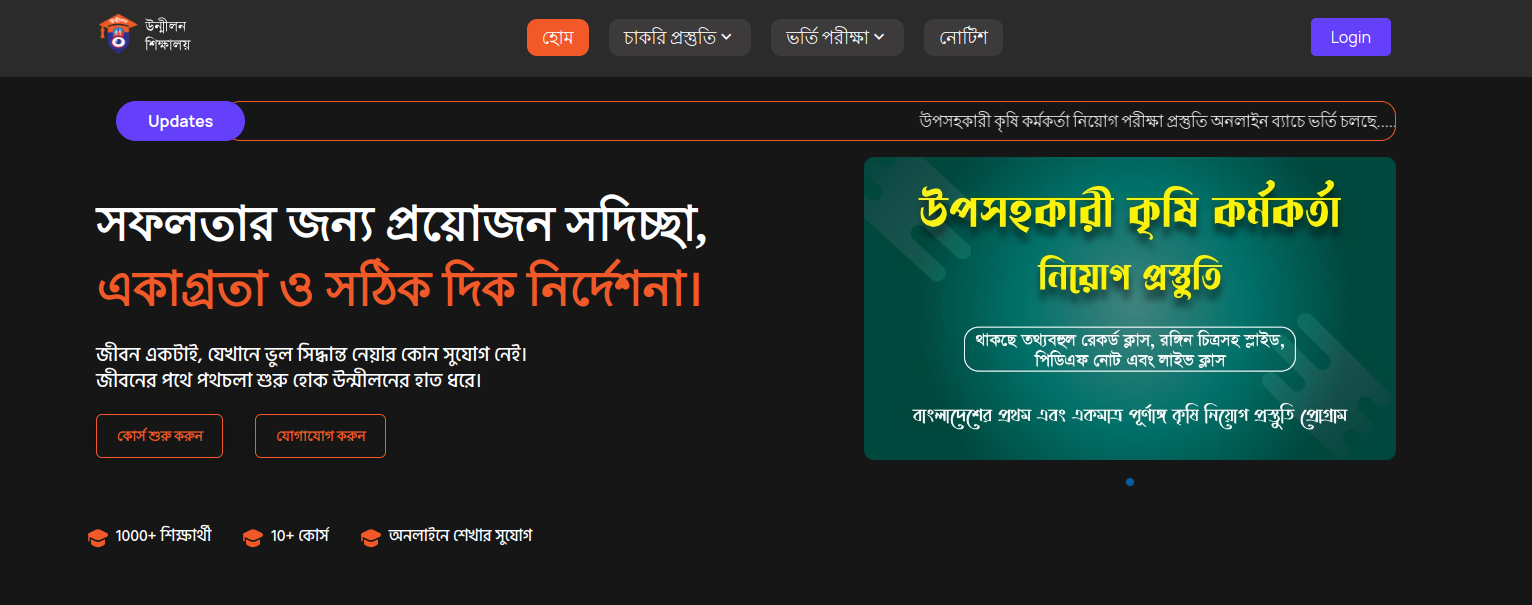 উন্মীলন
শিক্ষালয়
হোম
চাকরি প্রস্তুতি
ভর্তি পরীক্ষা
নোটিশ
Login
Updates
উপসহকারী কৃষি কর্মকর্তা নিয়োগ পরীক্ষা প্রস্তুতি অনলাইন ব্যাচে ভর্তি চলছে.....
সফলতার জন্য প্রয়োজন সদিচ্ছা,
একাগ্রতা ও সঠিক দিক নির্দেশনা।
জীবন একটাই, যেখানে ভুল সিদ্ধান্ত নেয়ার কোন সুযোগ নেই।
জীবনের পথে পথচলা শুরু হোক উন্মীলনের হাত ধরে।
কোর্স শুরু করুন
যোগাযোগ করুন
1000+ শিক্ষার্থী
10+ কোর্স
অনলাইনে শেখার সুযোগ
উপসহকারী কৃষি কর্মকর্তা
নিয়োগ প্রস্তুতি
থাকছে তথ্যবহুল রেকর্ড ক্লাস, রঙ্গিন চিত্রসহ স্লাইড,
পিডিএফ নোট এবং লাইভ ক্লাস
বাংলাদেশের প্রথম এবং একমাত্র পূর্ণাঙ্গ কৃষি নিয়োগ প্রস্তুতি প্রোগ্রাম